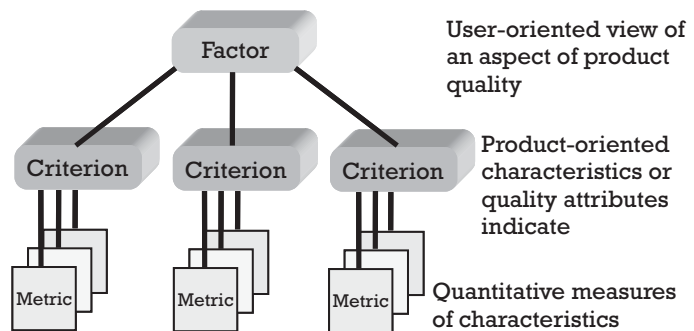 Factor
User-oriented view of
an aspect of product
quality
Criterion
Criterion
Criterion
Product-oriented
characteristics or
quality attributes
indicate
Metric
Metric
Metric
Quantitative measures
of characteristics